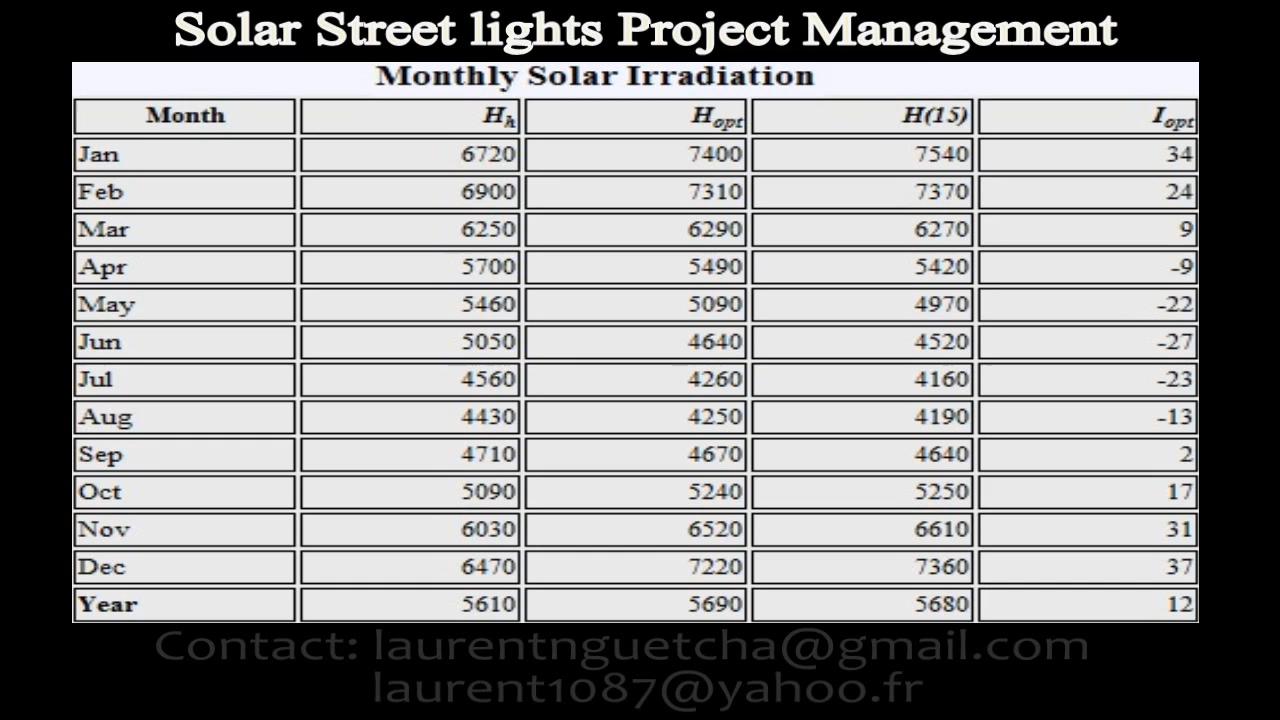 Solar Street lights Project Management
Monthly Solar Irradiation
Month Hh Hopt H(15) Iopt
Jan 6720 7400 7540 34
Feb 6900 7310 7370 24
Mar 6250 6290 6270 9
Apr 5700 5490 5420 -9
May 5460 5090 4970 -22
Jun 5050 4640 4520 -27
Jul 4560 4260 4160 -23
Aug 4430 4250 4190 -13
Sep 4710 4670 4640 2
Oct 5090 5240 5250 17
Nov 6030 6520 6610 31
Dec 6470 7220 7360 37
Year 5610 5690 5680 12
Contact: laurentnguetcha@gmail.com
laurent1087@yahoo.fr